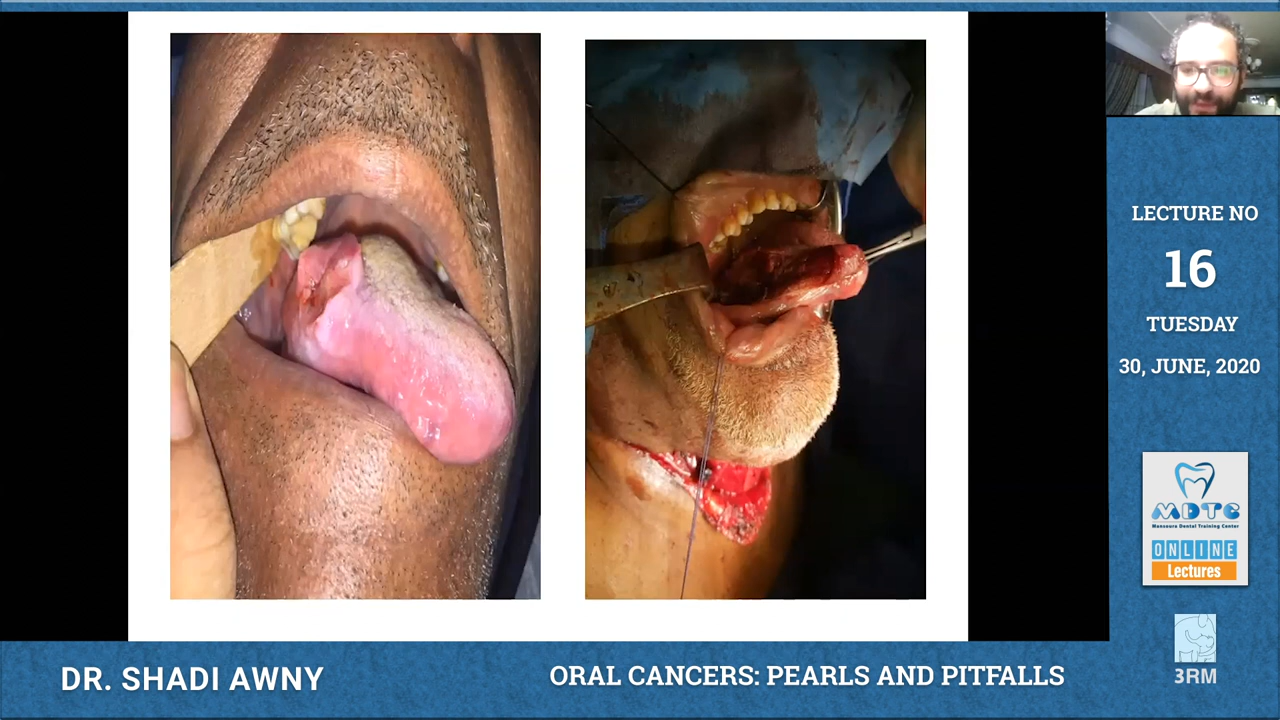 LECTURE NO
16
TUESDAY
30, JUNE, 2020
MDTC
Mansoura Dental Training Center
ONLINE
Lectures
3RM
DR. SHADI AWNY
ORAL CANCERS: PEARLS AND PITFALLS